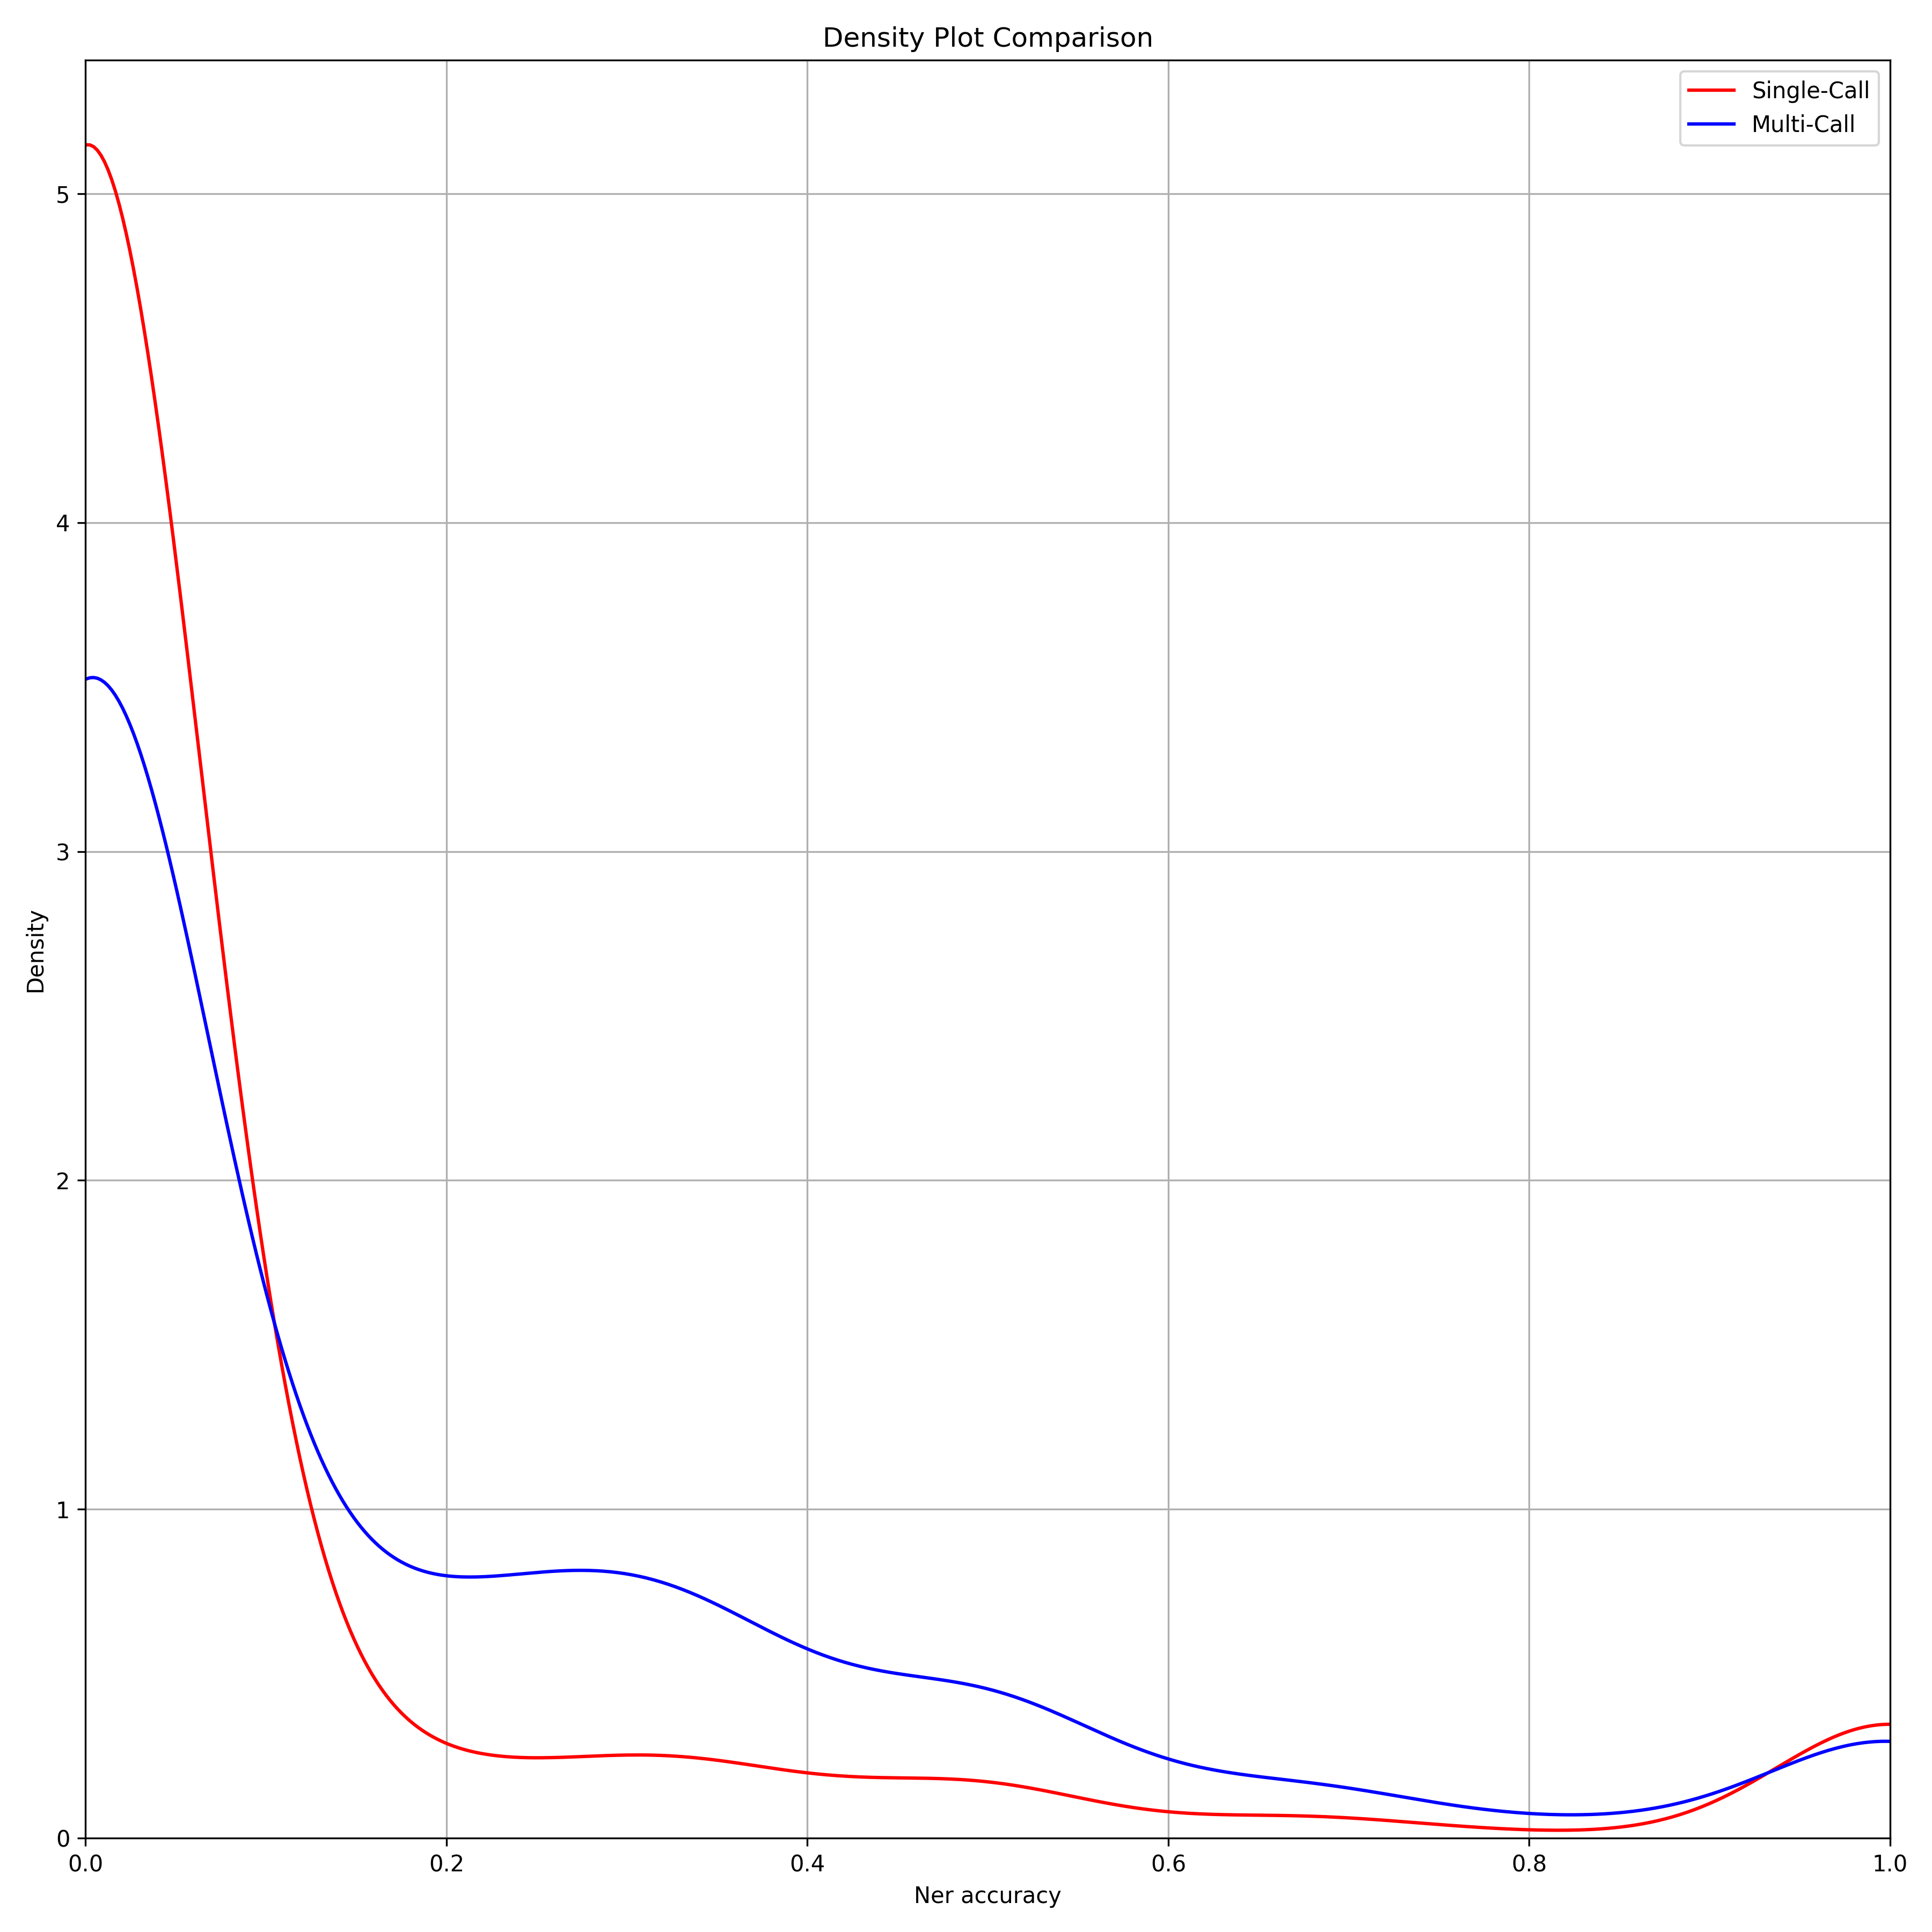 Density Plot Comparison
Single-Call
Multi-Call
5
4
3
2
1
0
Density
0.0 0.2 0.4 0.6 0.8 1.0
Ner accuracy